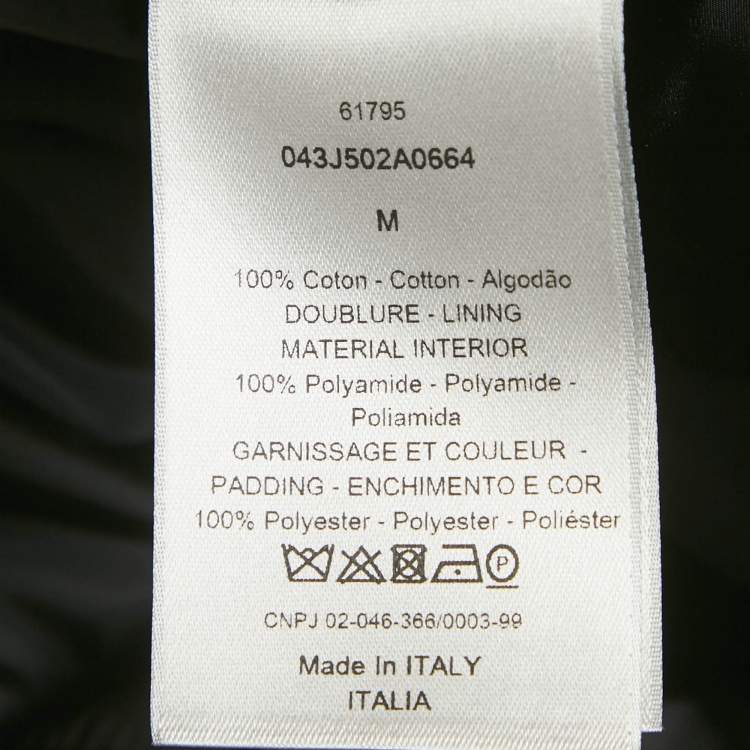 61795
043J502A0664
M
100% Coton - Cotton - Algodão
DOUBLURE - LINING
MATERIAL INTERIOR
100% Polyamide - Polyamide -
Poliamida
GARNISSAGE ET COULEUR -
PADDING - ENCHIMENTO E COR
100% Polyester - Polyester - Poliéster
P
CNPJ 02-046-366/0003-99
Made In ITALY
ITALIA